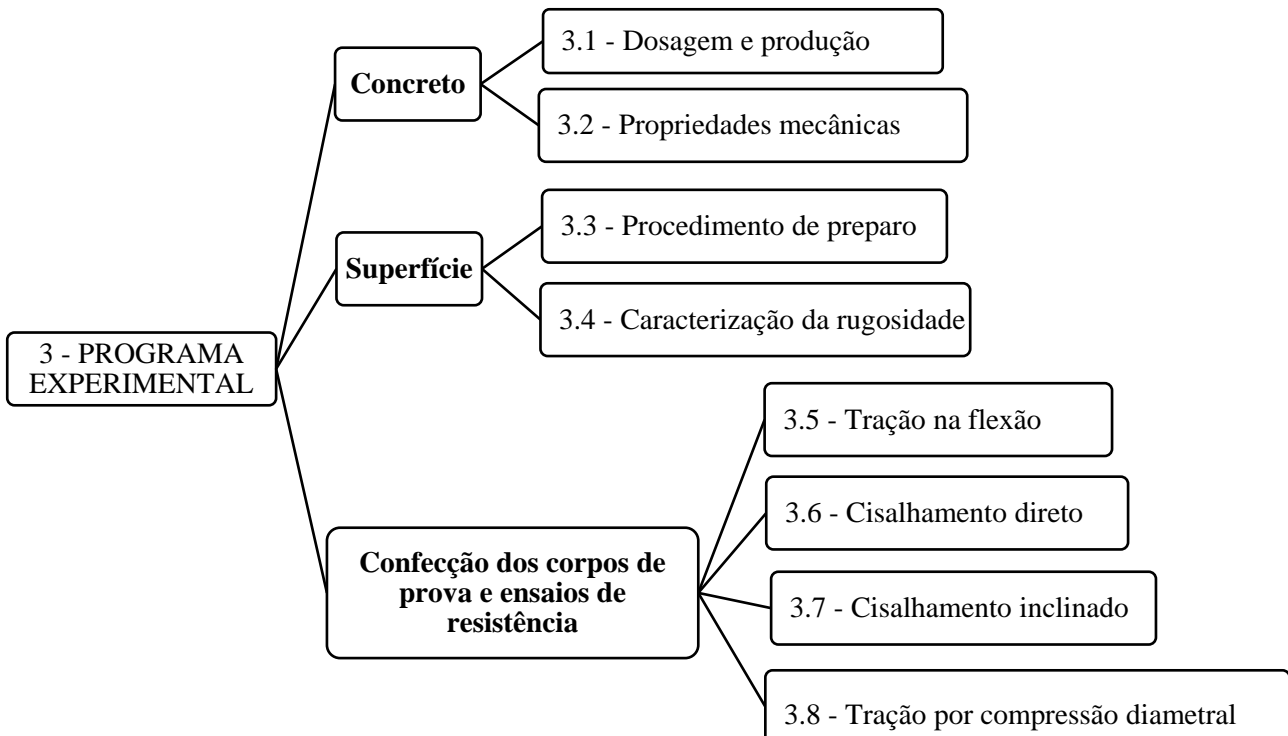 3 - PROGRAMA
EXPERIMENTAL
Concreto
3.1 - Dosagem e produção
3.2 - Propriedades mecânicas
Superfície
3.3 - Procedimento de preparo
3.4 - Caracterização da rugosidade
Confecção dos corpos de
prova e ensaios de
resistência
3.5 - Tração na flexão
3.6 - Cisalhamento direto
3.7 - Cisalhamento inclinado
3.8 - Tração por compressão diametral